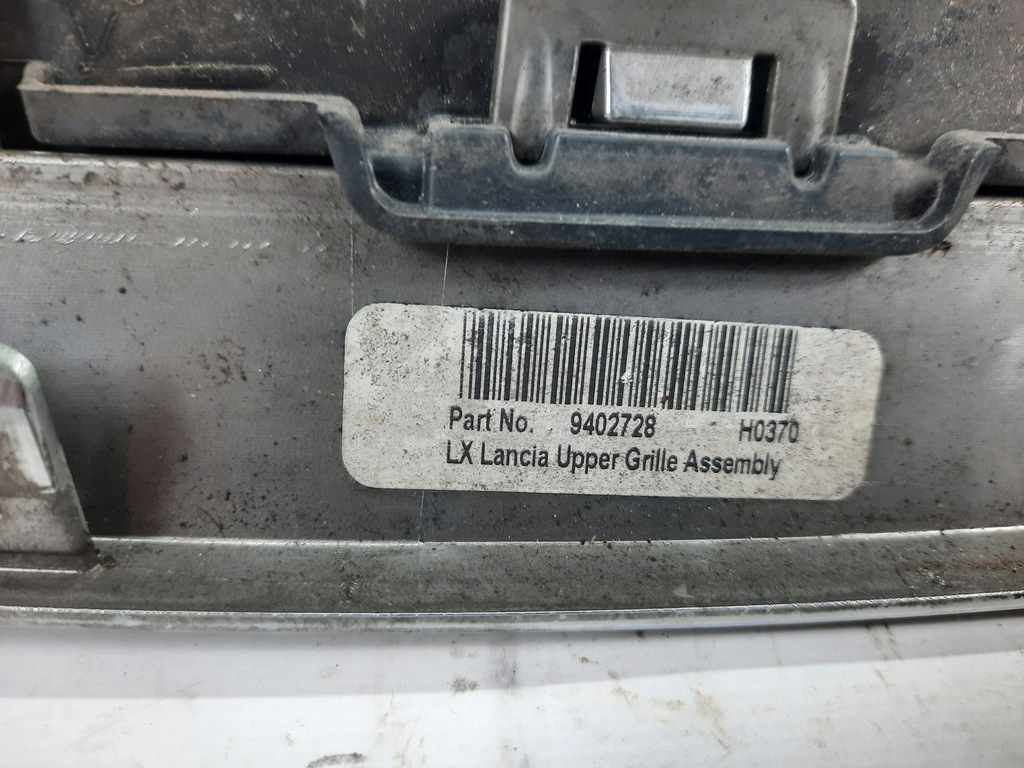 Part No. 9402728 H0370
LX Lancia Upper Grille Assembly